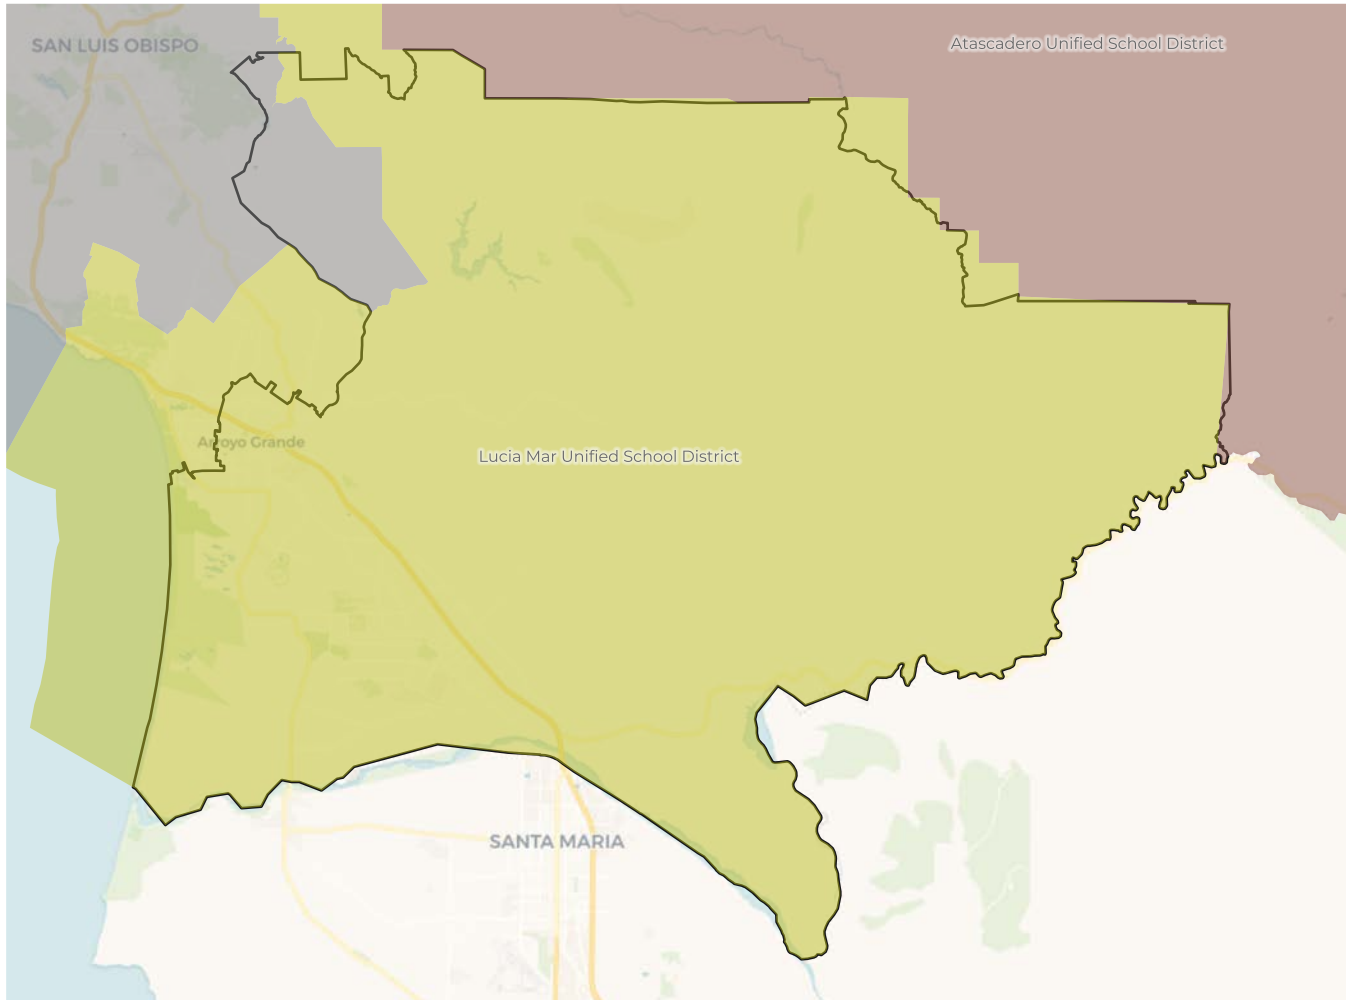 Atascadero Unified School District
SAN LUIS OBISPO
Arroyo Grande
Lucia Mar Unified School District
SANTA MARIA